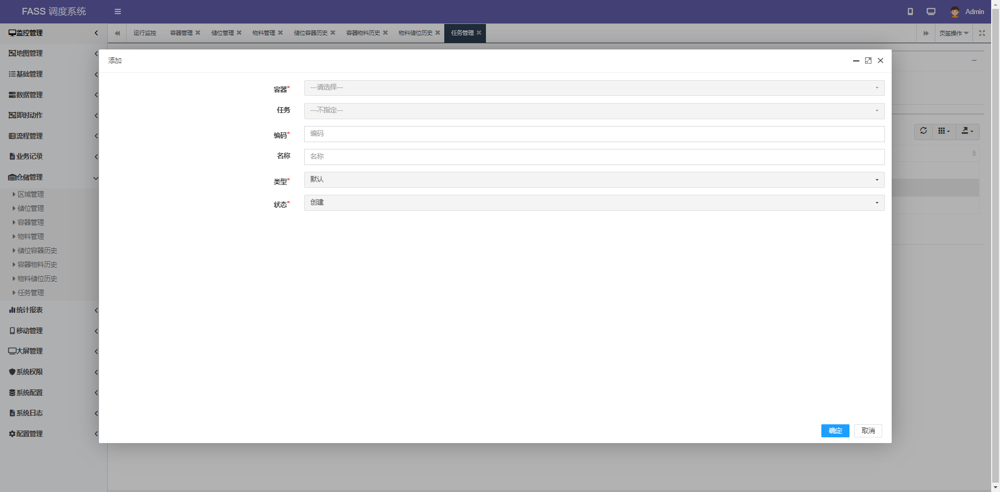 FASS 调度系统
Admin
监控管理
运行监控
容器管理
储位管理
物料管理
储位容器历史
容器物料历史
物料储位历史
任务管理
页签操作
地图管理
基础管理
数据管理
即时动作
流程管理
业务记录
仓储管理
区域管理
储位管理
容器管理
物料管理
储位容器历史
容器物料历史
物料储位历史
任务管理
统计报表
移动管理
大屏管理
系统权限
系统配置
系统日志
配置管理
添加
容器* ---请选择---
任务 ---不指定---
编码* 编码
名称 名称
类型* 默认
状态* 创建
确定
取消